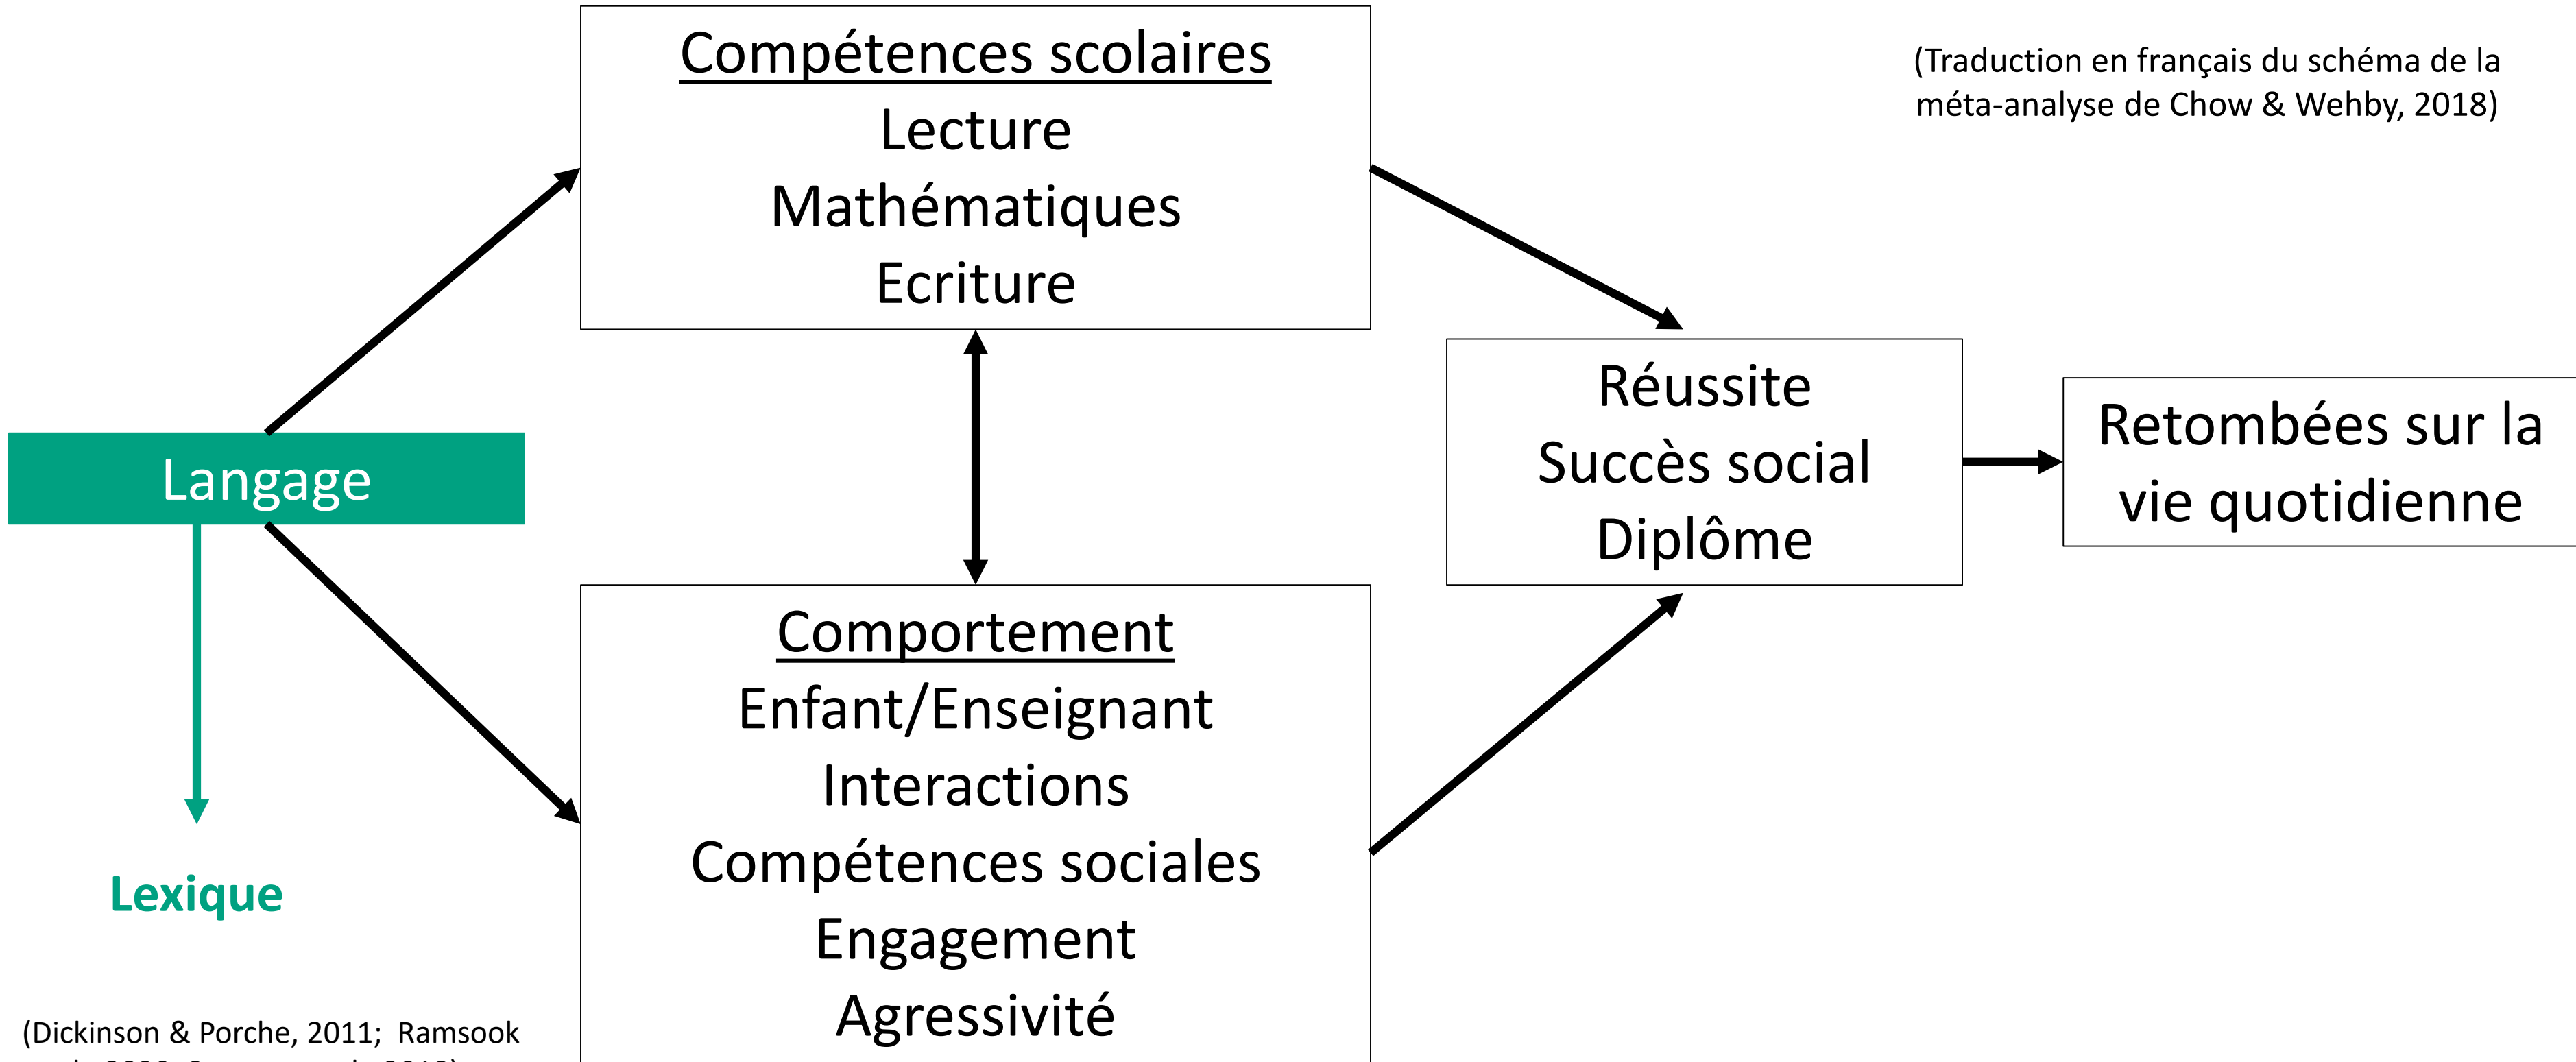 Compétences scolaires
Lecture
Mathématiques
Ecriture
(Traduction en français du schéma de la
méta-analyse de Chow & Wehby, 2018)
Langage
Réussite
Succès social
Diplôme
Retombées sur la
vie quotidienne
Comportement
Enfant/Enseignant
Interactions
Compétences sociales
Engagement
Agressivité
Lexique
(Dickinson & Porche, 2011; Ramsook